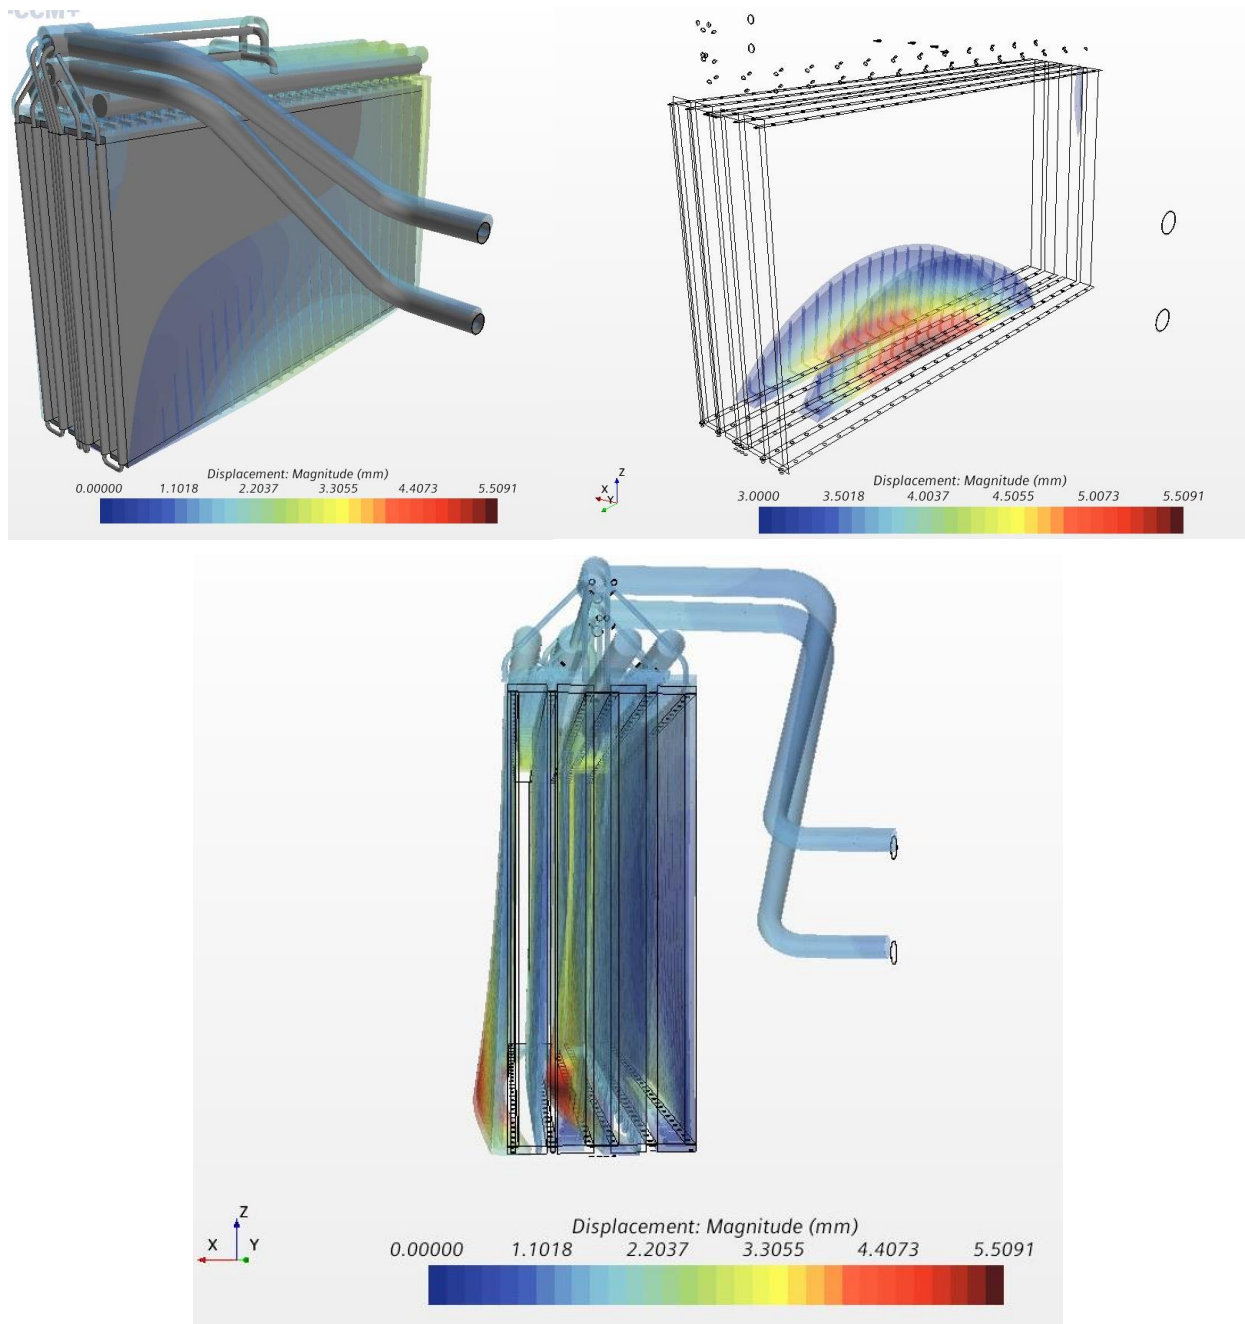 -CCM+
Displacement: Magnitude (mm)
0.00000 1.1018 2.2037 3.3055 4.4073 5.5091
X Y Z
Displacement: Magnitude (mm)
3.0000 3.5018 4.0037 4.5055 5.0073 5.5091
Z
X Y
Displacement: Magnitude (mm)
0.00000 1.1018 2.2037 3.3055 4.4073 5.5091